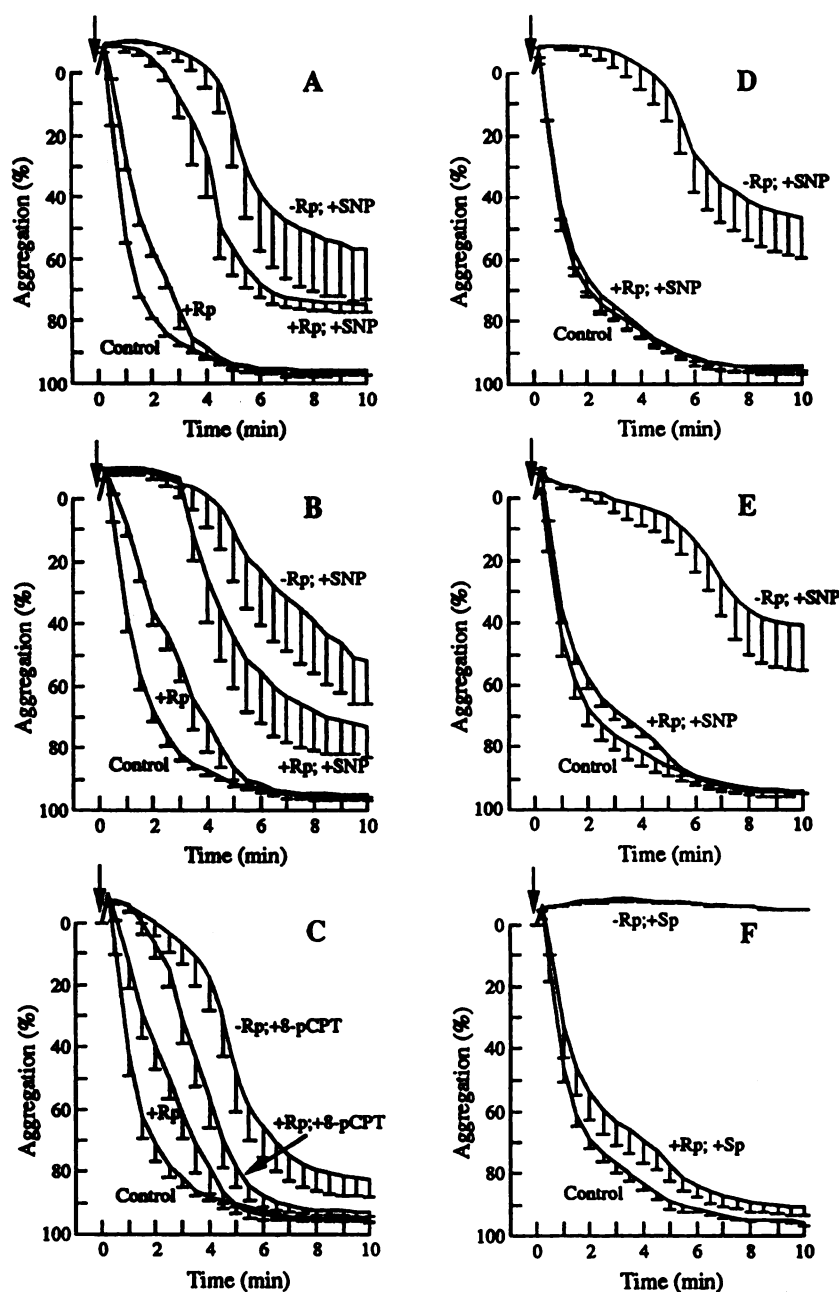 A
Aggregation (%)
0
20
40
60
80
100
-Rp; +SNP
+Rp; +SNP
+Rp
Control
0 2 4 6 8 10
Time (min)
D
Aggregation (%)
0
20
40
60
80
100
-Rp; +SNP
+Rp; +SNP
Control
0 2 4 6 8 10
Time (min)
B
Aggregation (%)
0
20
40
60
80
100
-Rp; +SNP
+Rp
Control
+Rp; +SNP
0 2 4 6 8 10
Time (min)
E
Aggregation (%)
0
20
40
60
80
100
-Rp; +SNP
+Rp; +SNP
Control
0 2 4 6 8 10
Time (min)
C
Aggregation (%)
0
20
40
60
80
100
-Rp;+8-pCPT
+Rp
+Rp;+8-pCPT
Control
0 2 4 6 8 10
Time (min)
F
Aggregation (%)
0
20
40
60
80
100
-Rp;+Sp
+Rp; +Sp
Control
0 2 4 6 8 10
Time (min)